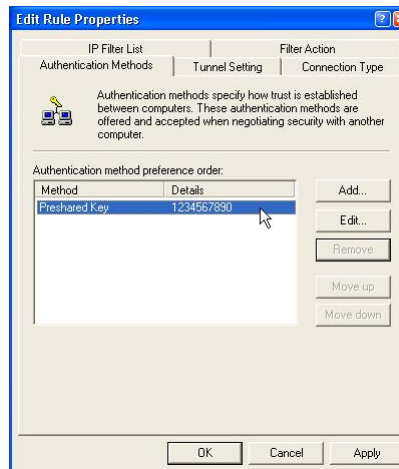 Edit Rule Properties
IP Filter List Filter Action
Authentication Methods Tunnel Setting Connection Type
Authentication methods specify how trust is established
between computers. These authentication methods are
offered and accepted when negotiating security with another
computer.
Authentication method preference order:
Method Details
Preshared Key 1234567890
Add...
Edit...
Remove
Move up
Move down
OK Cancel Apply